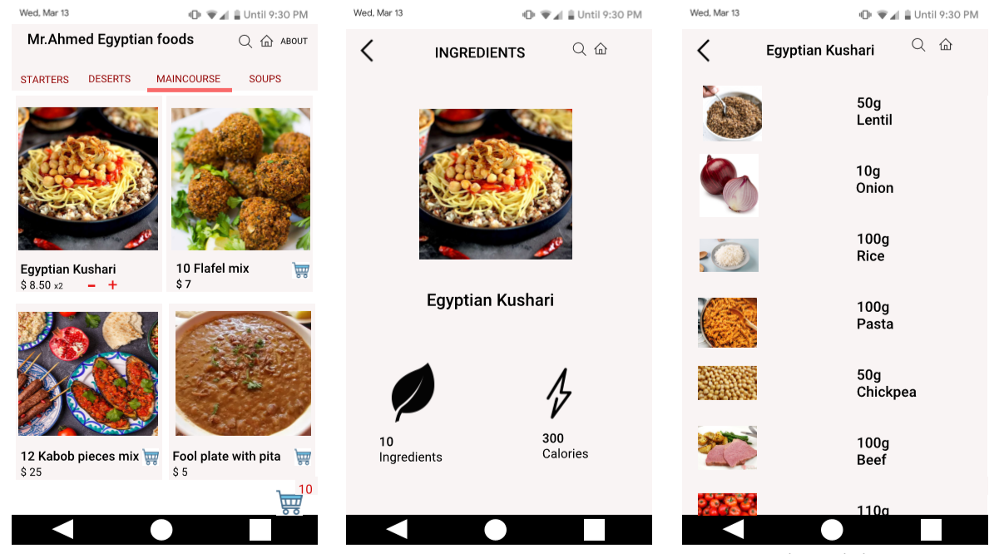 Wed, Mar 13
Until 9:30 PM
Mr.Ahmed Egyptian foods
ABOUT
STARTERS DESERTS MAINCOURSE SOUPS
Egyptian Kushari
$ 8.50 x2 - +
10 Flafel mix
$ 7
12 Kabob pieces mix
$ 25
Fool plate with pita
$ 5
10
Wed, Mar 13
Until 9:30 PM
INGREDIENTS
Egyptian Kushari
10
Ingredients
300
Calories
Wed, Mar 13
Until 9:30 PM
Egyptian Kushari
50g
Lentil
10g
Onion
100g
Rice
100g
Pasta
50g
Chickpea
100g
Beef
110g